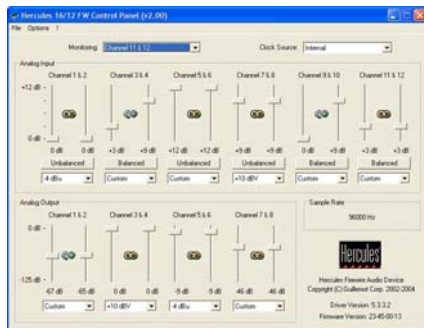 Hercules 16/12 FW Control Panel (v2.00)
File Options ?
Monitoring: Channel 11 & 12 Clock Source: Internal
Analog Input
Channel 1 & 2 Channel 3 & 4 Channel 5 & 6 Channel 7 & 8 Channel 9 & 10 Channel 11 & 12
+12 dB -
0 dB -
0 dB 0 dB +3 dB +9 dB +12 dB +12 dB +9 dB +9 dB 0 dB +9 dB +3 dB +3 dB
Unbalanced Balanced Unbalanced Unbalanced Balanced Balanced
-4 dBu Custom Custom +10 dBV Custom Custom
Analog Output
Channel 1 & 2 Channel 3 & 4 Channel 5 & 6 Channel 7 & 8
0 dB -
-125 dB -
-67 dB -65 dB 0 dB 0 dB -9 dB -9 dB -46 dB -46 dB
Custom +10 dBV -4 dBu Custom
Sample Rate
96000 Hz
Hercules
Hercules Firewire Audio Device
Copyright (C) Guillemot Corp. 2002-2004
Driver Version: 5.3.3.2
Firmware Version: 23-45-00-13